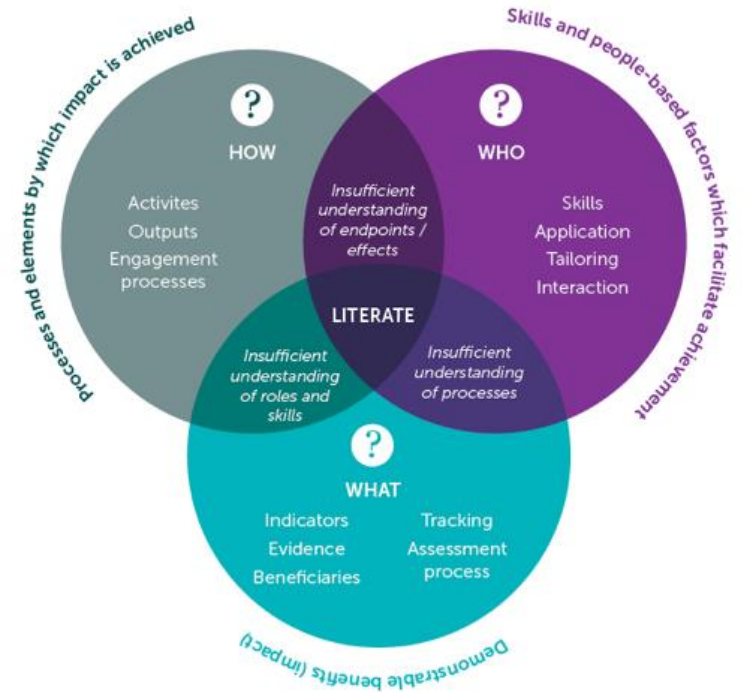 Processes and elements by which impact is achieved
Skills and people-based factors which facilitate achievement
?
HOW
Activites
Outputs
Engagement
processes
?
WHO
Skills
Application
Tailoring
Interaction
Insufficient
understanding
of endpoints /
effects
LITERATE
Insufficient
understanding
of roles and
skills
Insufficient
understanding
of processes
?
WHAT
Indicators
Evidence
Beneficiaries
Tracking
Assessment
process
Demonstrable benefits (impact)